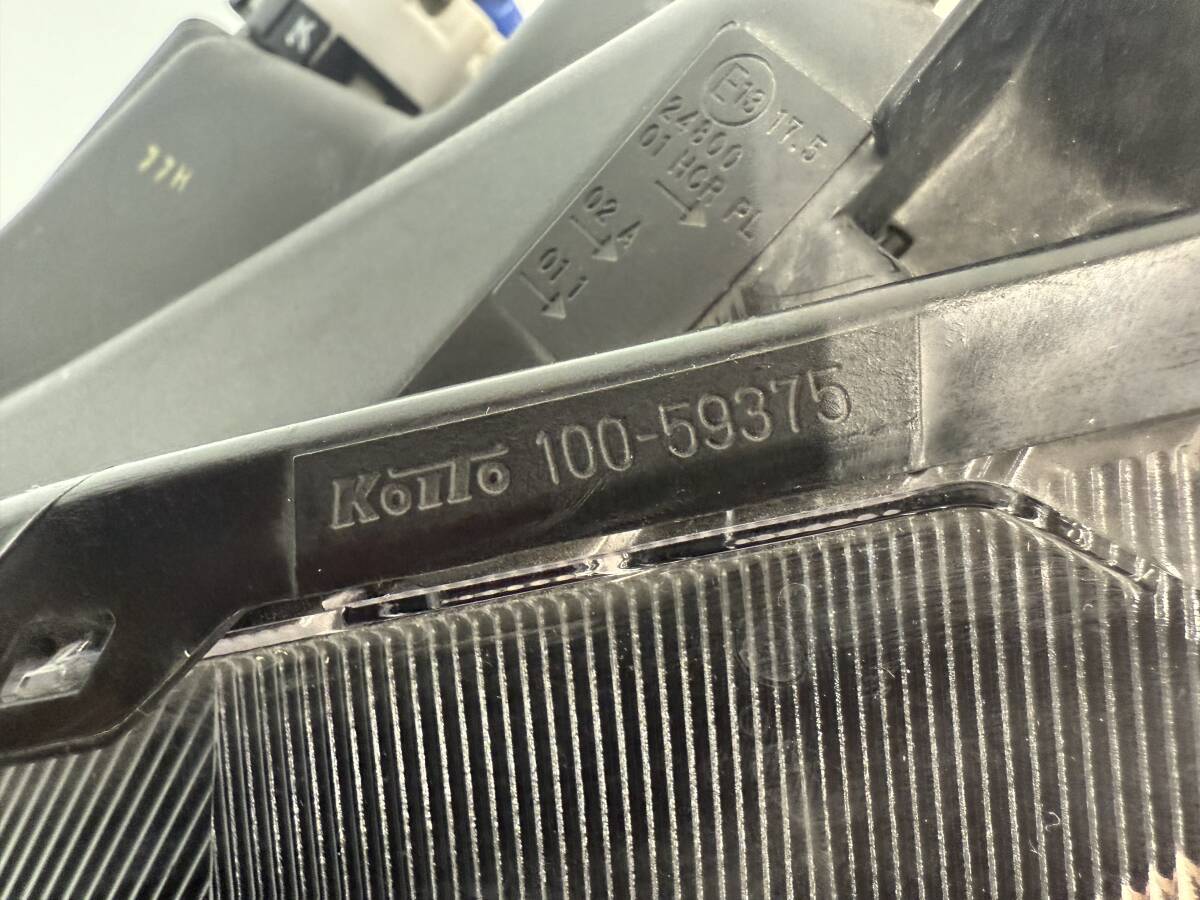 K
77H
E13 17.5
24800
01 HCR PL
02 A
01 1
KOITO 100-59375